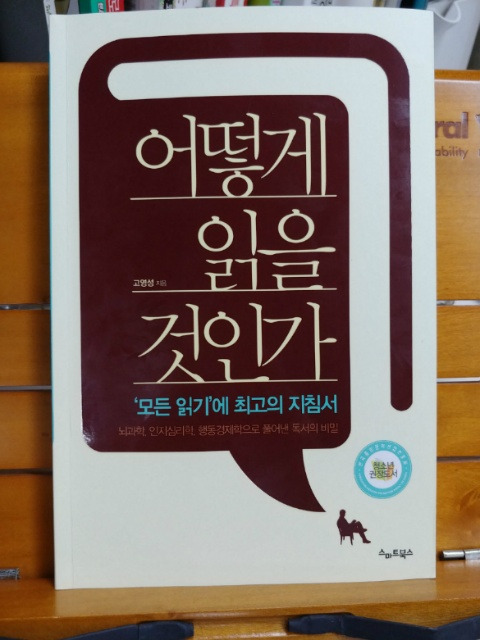 어떻게
읽을
고영성 지음
것인가
'모든 읽기'에 최고의 지침서
뇌과학, 인지심리학, 행동경제학으로 풀어낸 독서의 비밀
청소년
권장도서
스마트북스
ral
ability